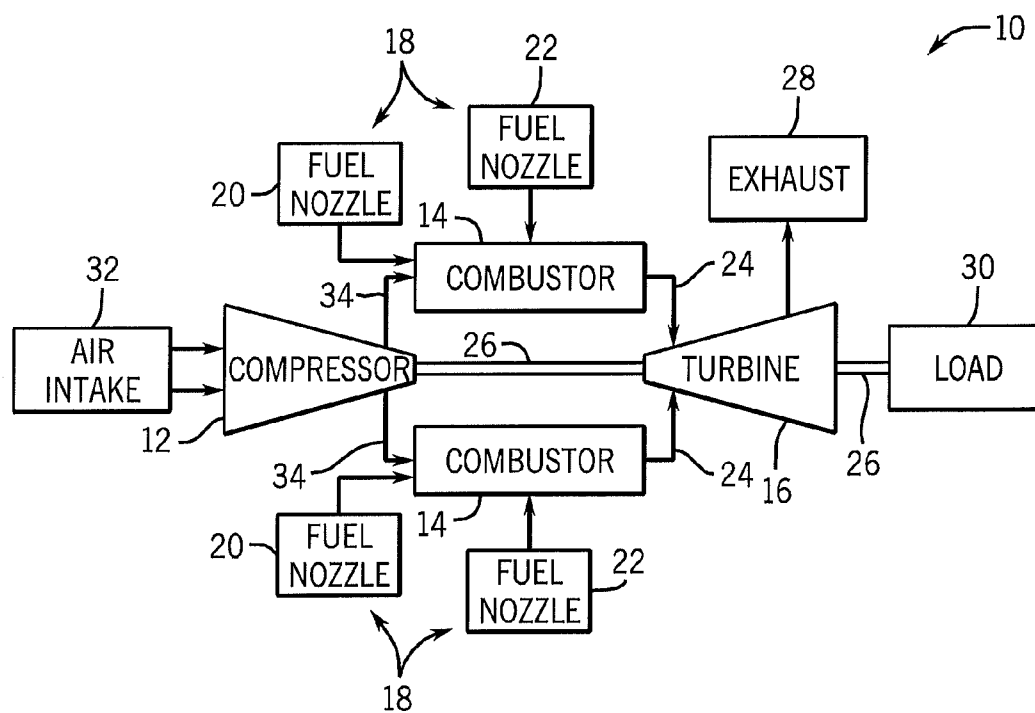 10
18
22
28
FUEL
NOZZLE
FUEL
NOZZLE
20
EXHAUST
14
32
34
COMBUSTOR
24
30
AIR
INTAKE
COMPRESSOR
26
TURBINE
LOAD
12
34
COMBUSTOR
24
16
26
14
20
FUEL
NOZZLE
FUEL
NOZZLE
22
18